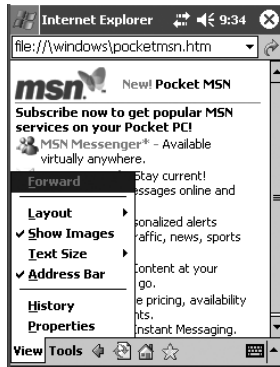 Internet Explorer 9:34
file://\windows\pocketmsn.htm
msn New! Pocket MSN
Subscribe now to get popular MSN
services on your Pocket PC!
MSN Messenger* - Available
virtually anywhere.
Forward
Stay current!
essages online and
Layout
sonalized alerts
Show Images
raffic, news, sports
Text Size
Content at your
Address Bar
go.
e pricing, availability
History
nts.
Properties
Instant Messaging.
View Tools